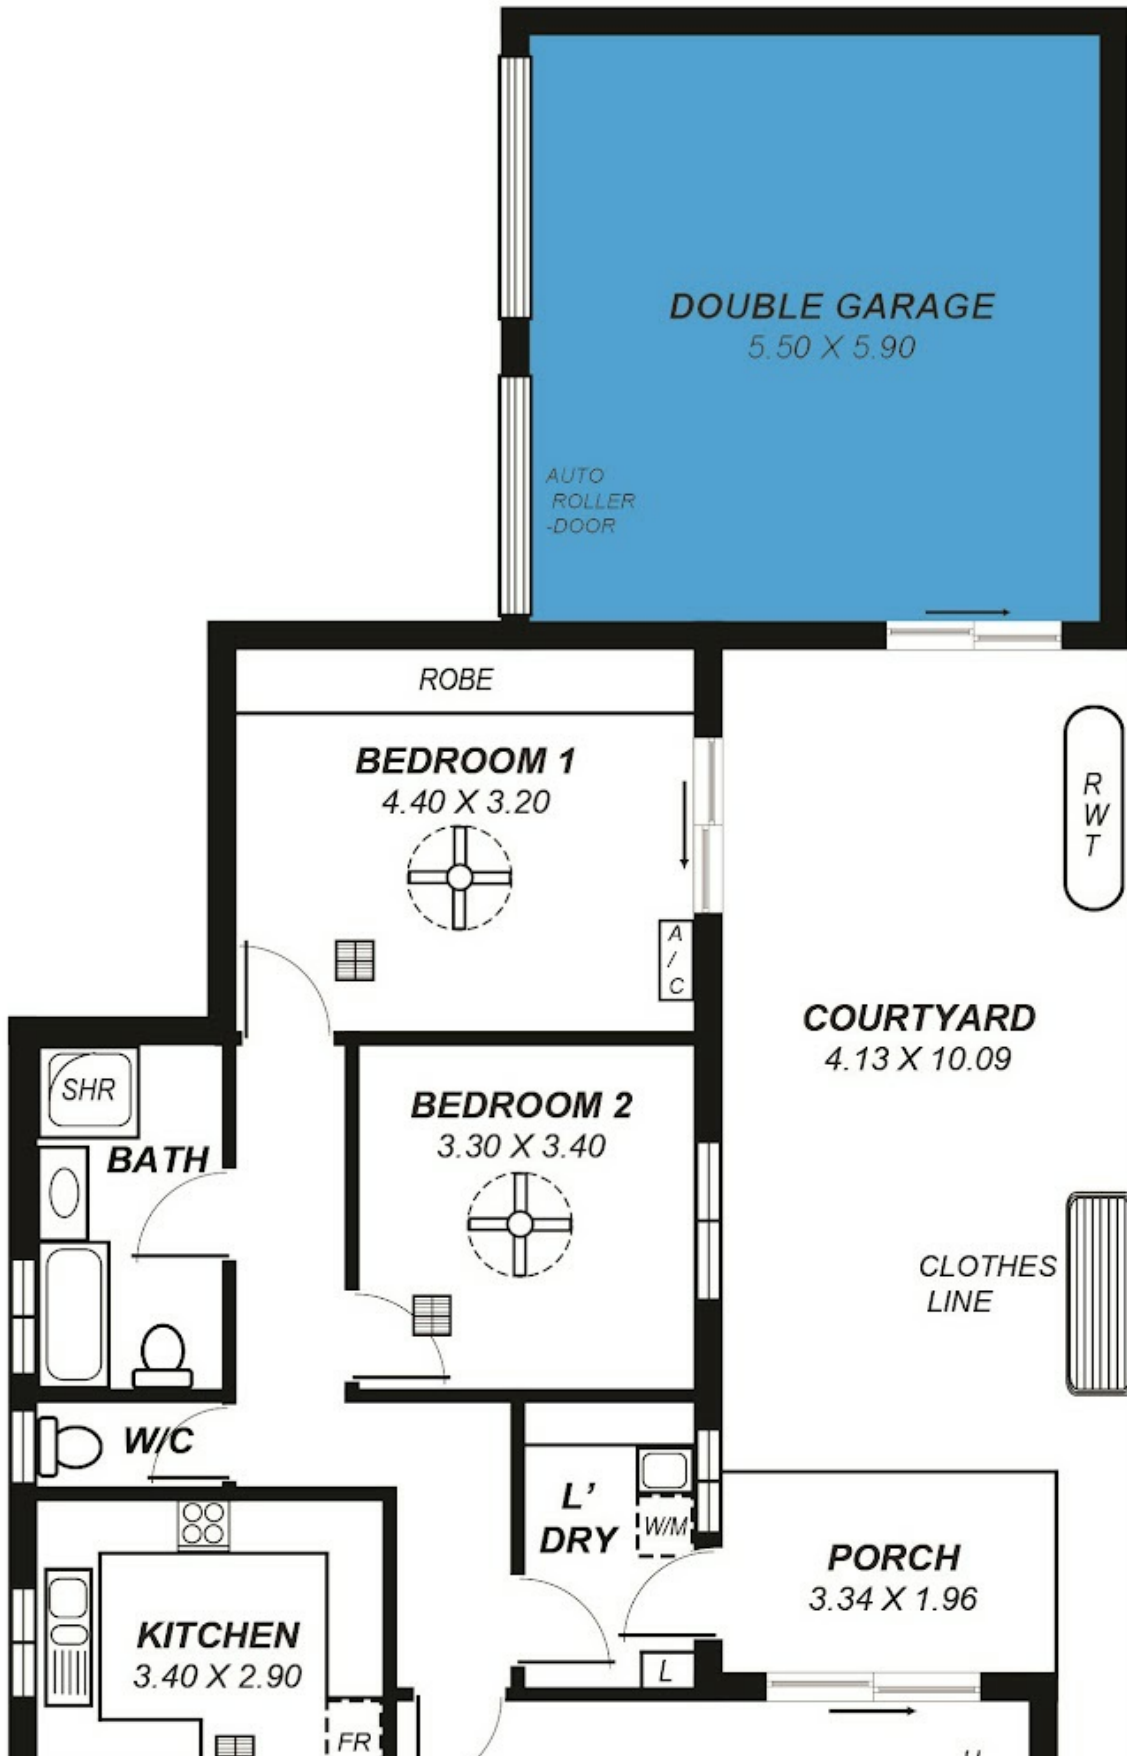 DOUBLE GARAGE
5.50 X 5.90
AUTO
ROLLER
-DOOR
ROBE
BEDROOM 1
4.40 X 3.20
R
W
T
A
/
C
COURTYARD
4.13 X 10.09
SHR
BATH
BEDROOM 2
3.30 X 3.40
CLOTHES
LINE
W/C
L'
DRY
W/M
PORCH
3.34 X 1.96
KITCHEN
3.40 X 2.90
L
FR